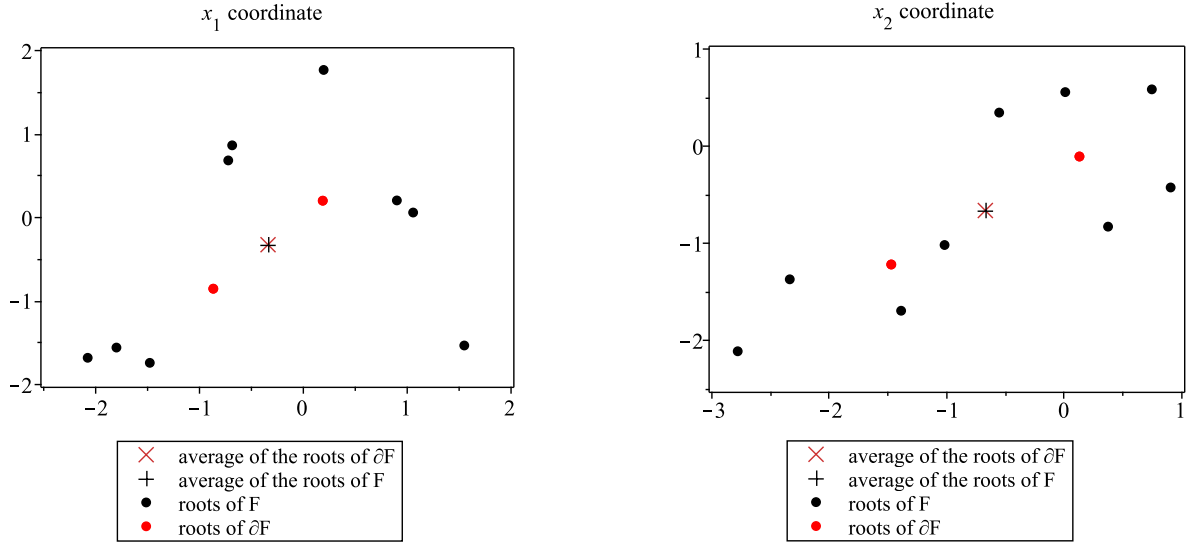 x₁ coordinate
2
1
0
−1
−2
−2 −1 0 1 2
average of the roots of ∂F
average of the roots of F
roots of F
roots of ∂F
x₂ coordinate
1
0
−1
−2
−3 −2 −1 0 1
average of the roots of ∂F
average of the roots of F
roots of F
roots of ∂F